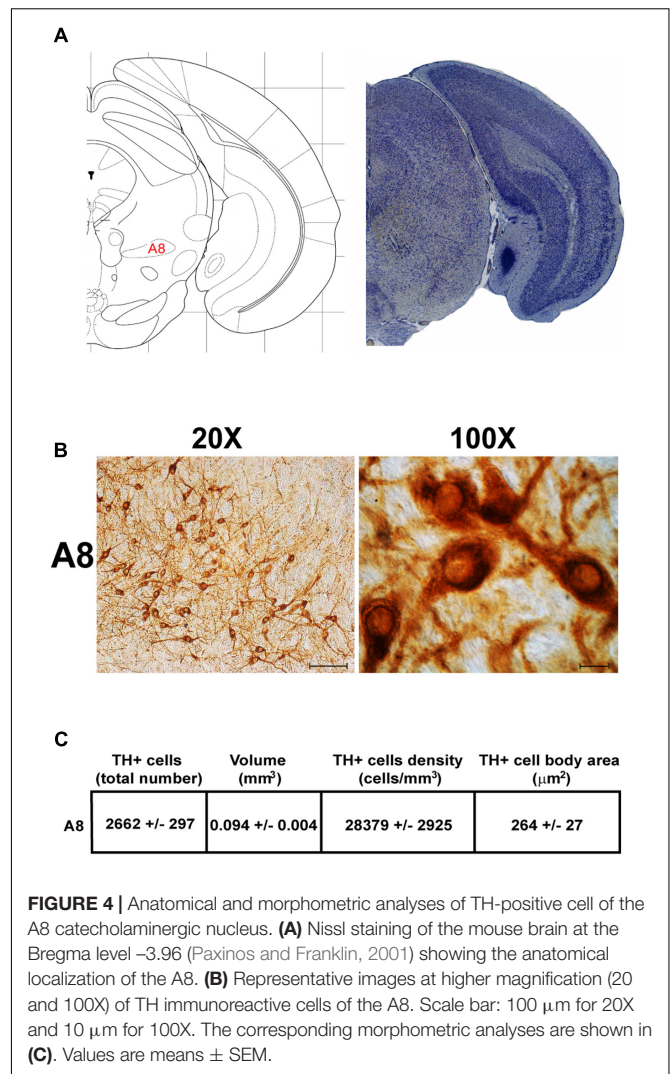 A
A8
20X 100X
B
A8
C
TH+ cells Volume TH+ cells density TH+ cell body area
(total number) (mm³) (cells/mm³) (μm²)
A8 2662 +/- 297 0.094 +/- 0.004 28379 +/- 2925 264 +/- 27
FIGURE 4 | Anatomical and morphometric analyses of TH-positive cell of the
A8 catecholaminergic nucleus. (A) Nissl staining of the mouse brain at the
Bregma level –3.96 (Paxinos and Franklin, 2001) showing the anatomical
localization of the A8. (B) Representative images at higher magnification (20
and 100X) of TH immunoreactive cells of the A8. Scale bar: 100 μm for 20X
and 10 μm for 100X. The corresponding morphometric analyses are shown in
(C). Values are means ± SEM.